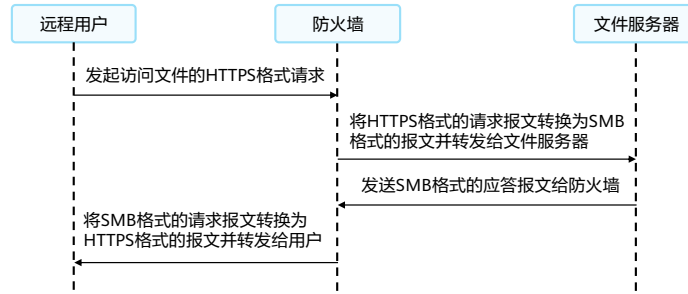 远程用户
防火墙
文件服务器
发起访问文件的HTTPS格式请求
将HTTPS格式的请求报文转换为SMB
格式的报文并转发给文件服务器
发送SMB格式的应答报文给防火墙
将SMB格式的请求报文转换为
HTTPS格式的报文并转发给用户